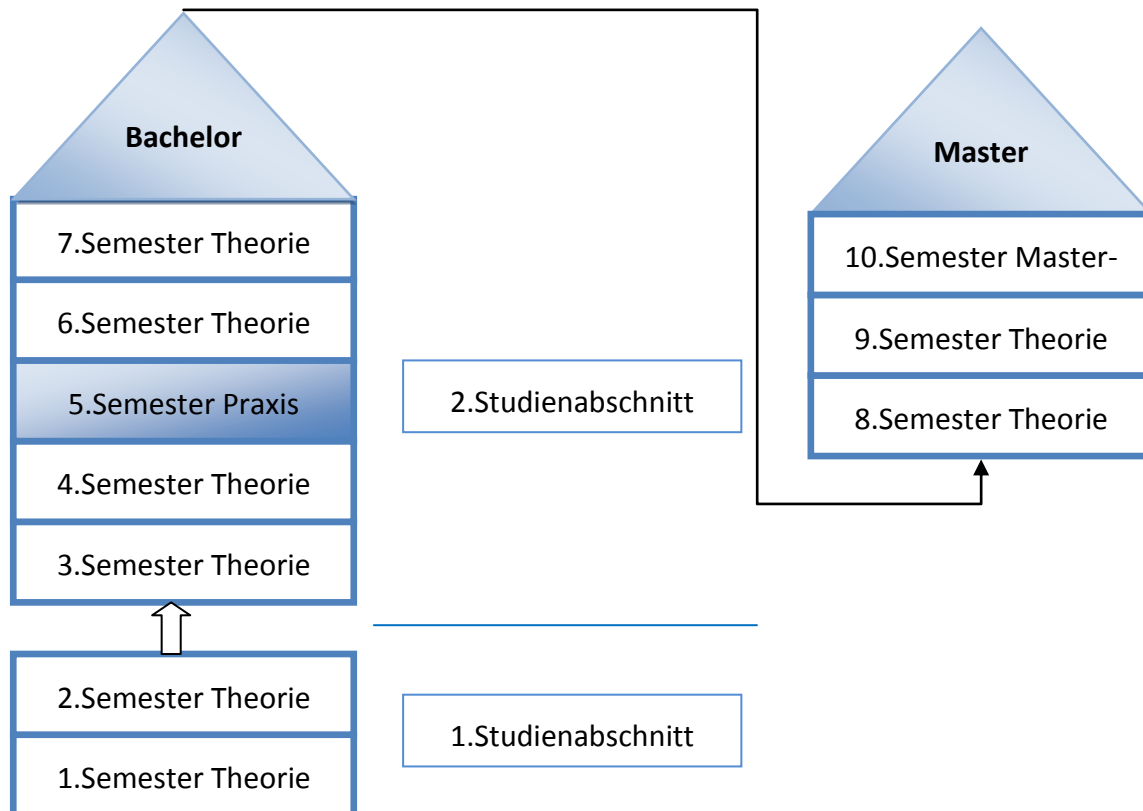 Bachelor
7.Semester Theorie
6.Semester Theorie
5.Semester Praxis
4.Semester Theorie
3.Semester Theorie
2.Semester Theorie
1.Semester Theorie
2.Studienabschnitt
1.Studienabschnitt
Master
10.Semester Master-
9.Semester Theorie
8.Semester Theorie